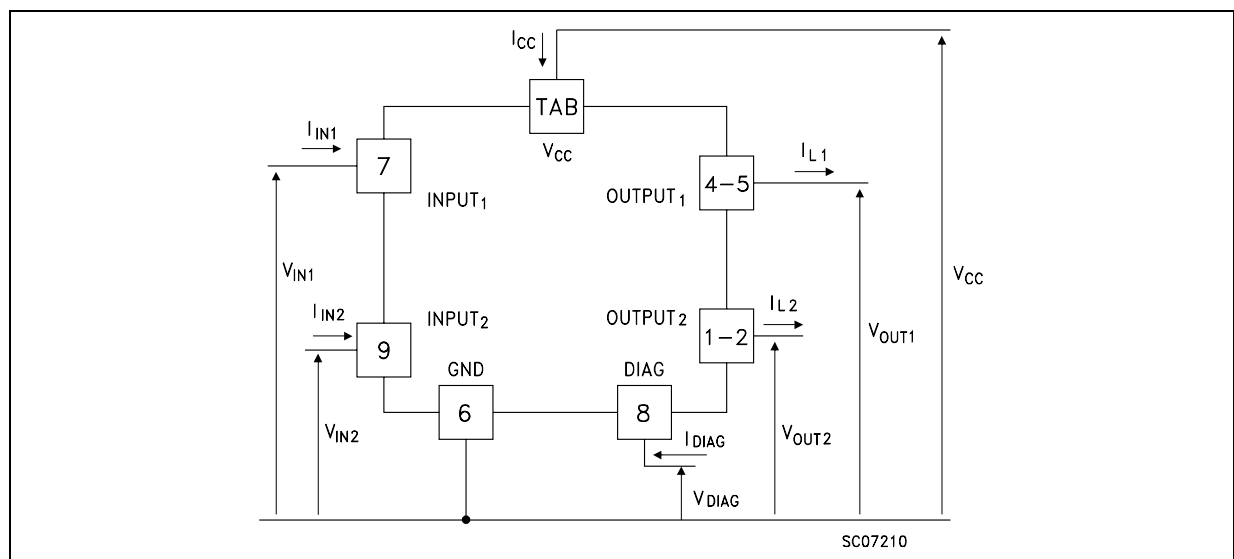 I_CC
TAB
V_CC
I_IN1
7
INPUT_1
4-5
OUTPUT_1
I_L1
V_IN1
V_CC
I_IN2
9
INPUT_2
OUTPUT_2
1-2
I_L2
V_OUT1
GND
6
DIAG
8
V_IN2
I_DIAG
V_OUT2
V_DIAG
SC07210